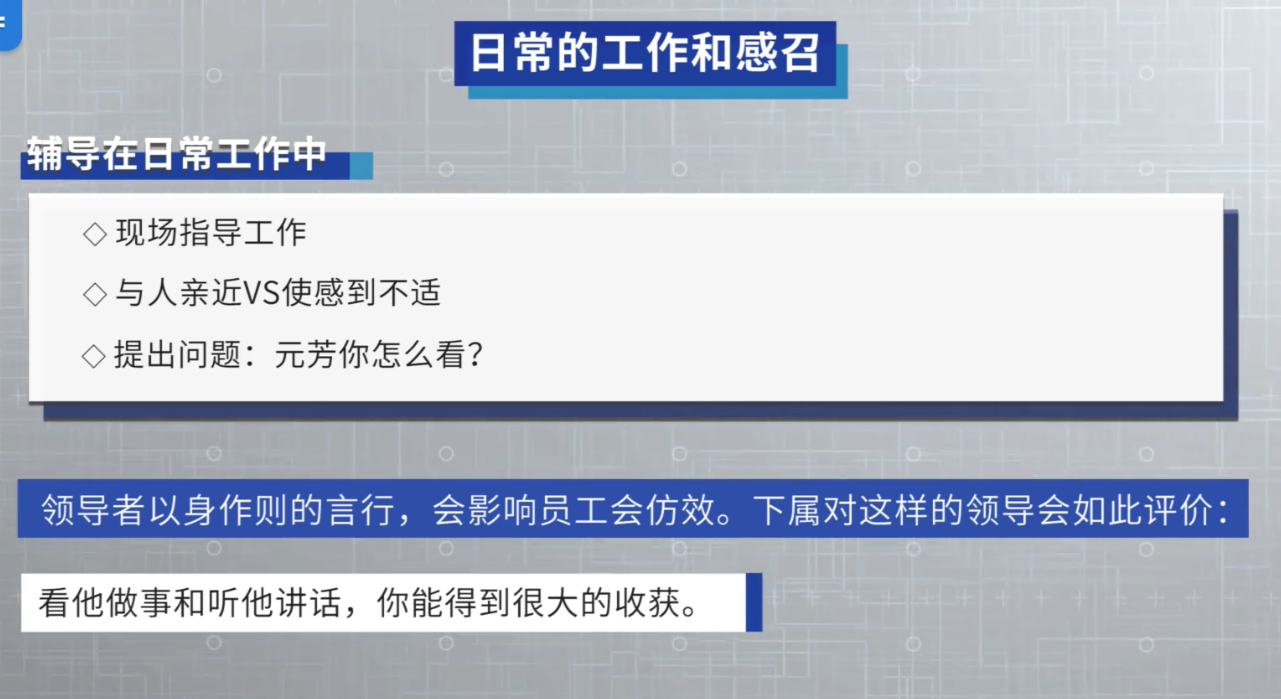 日常的工作和感召
辅导在日常工作中
◇ 现场指导工作
◇ 与人亲近VS使感到不适
◇ 提出问题：元芳你怎么看？
领导者以身作则的言行，会影响员工会仿效。下属对这样的领导会如此评价：
看他做事和听他讲话，你能得到很大的收获。